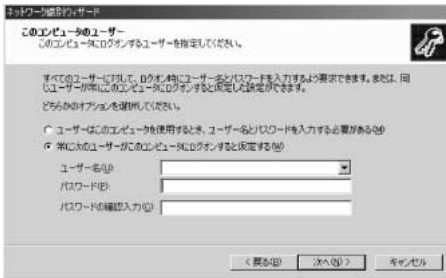 ネットワーク識別ウィザード
このコンピュータのユーザー
このコンピュータにログオンするユーザーを指定してください。
すべてのユーザーに対して、ログオン時にユーザー名とパスワードを入力するよう要求できます。または、同
じユーザーが常にこのコンピュータにログオンすると仮定した設定ができます。
どちらかのオプションを選択してください。
ユーザーはこのコンピュータを使用するとき、ユーザー名とパスワードを入力する必要がある(M)
常に次のユーザーがこのコンピュータにログオンすると仮定する(W)
ユーザー名(U):
パスワード(P):
パスワードの確認入力(C):
< 戻る(B)
次へ(N) >
キャンセル